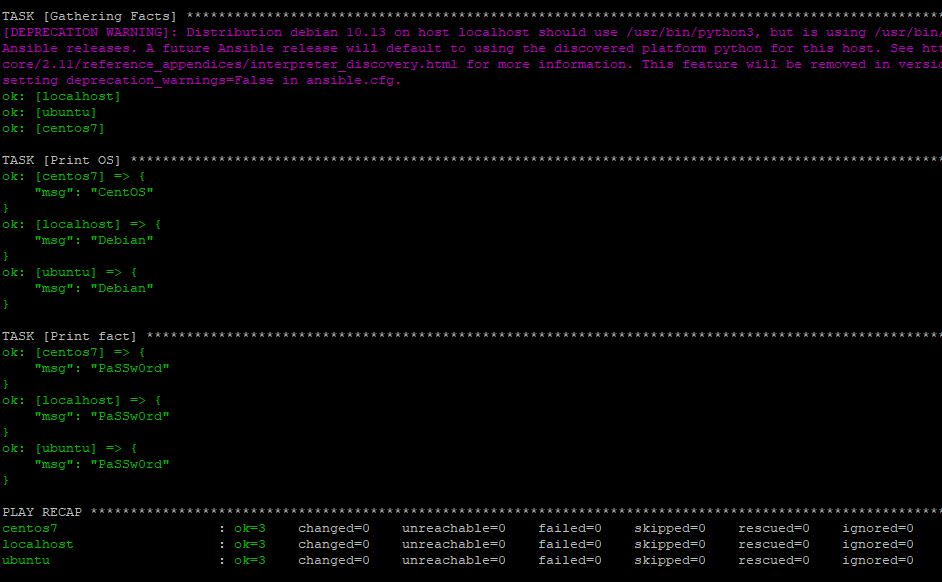 TASK [Gathering Facts] *********************************************************************************************
[DEPRECATION WARNING]: Distribution debian 10.13 on host localhost should use /usr/bin/python3, but is using /usr/bin/
Ansible releases. A future Ansible release will default to using the discovered platform python for this host. See
core/2.11/reference_appendices/interpreter_discovery.html for more information. This feature will be removed in
setting deprecation_warnings=False in ansible.cfg.
ok: [localhost]
ok: [ubuntu]
ok: [centos7]
TASK [Print OS] ****************************************************************************************************
ok: [centos7] => {
    "msg": "CentOS"
}
ok: [localhost] => {
    "msg": "Debian"
}
ok: [ubuntu] => {
    "msg": "Debian"
}
TASK [Print fact] **************************************************************************************************
ok: [centos7] => {
    "msg": "PaSSw0rd"
}
ok: [localhost] => {
    "msg": "PaSSw0rd"
}
ok: [ubuntu] => {
    "msg": "PaSSw0rd"
}
PLAY RECAP *********************************************************************************************************
centos7                    : ok=3    changed=0    unreachable=0    failed=0    skipped=0    rescued=0    ignored=0
localhost                  : ok=3    changed=0    unreachable=0    failed=0    skipped=0    rescued=0    ignored=0
ubuntu                     : ok=3    changed=0    unreachable=0    failed=0    skipped=0    rescued=0    ignored=0